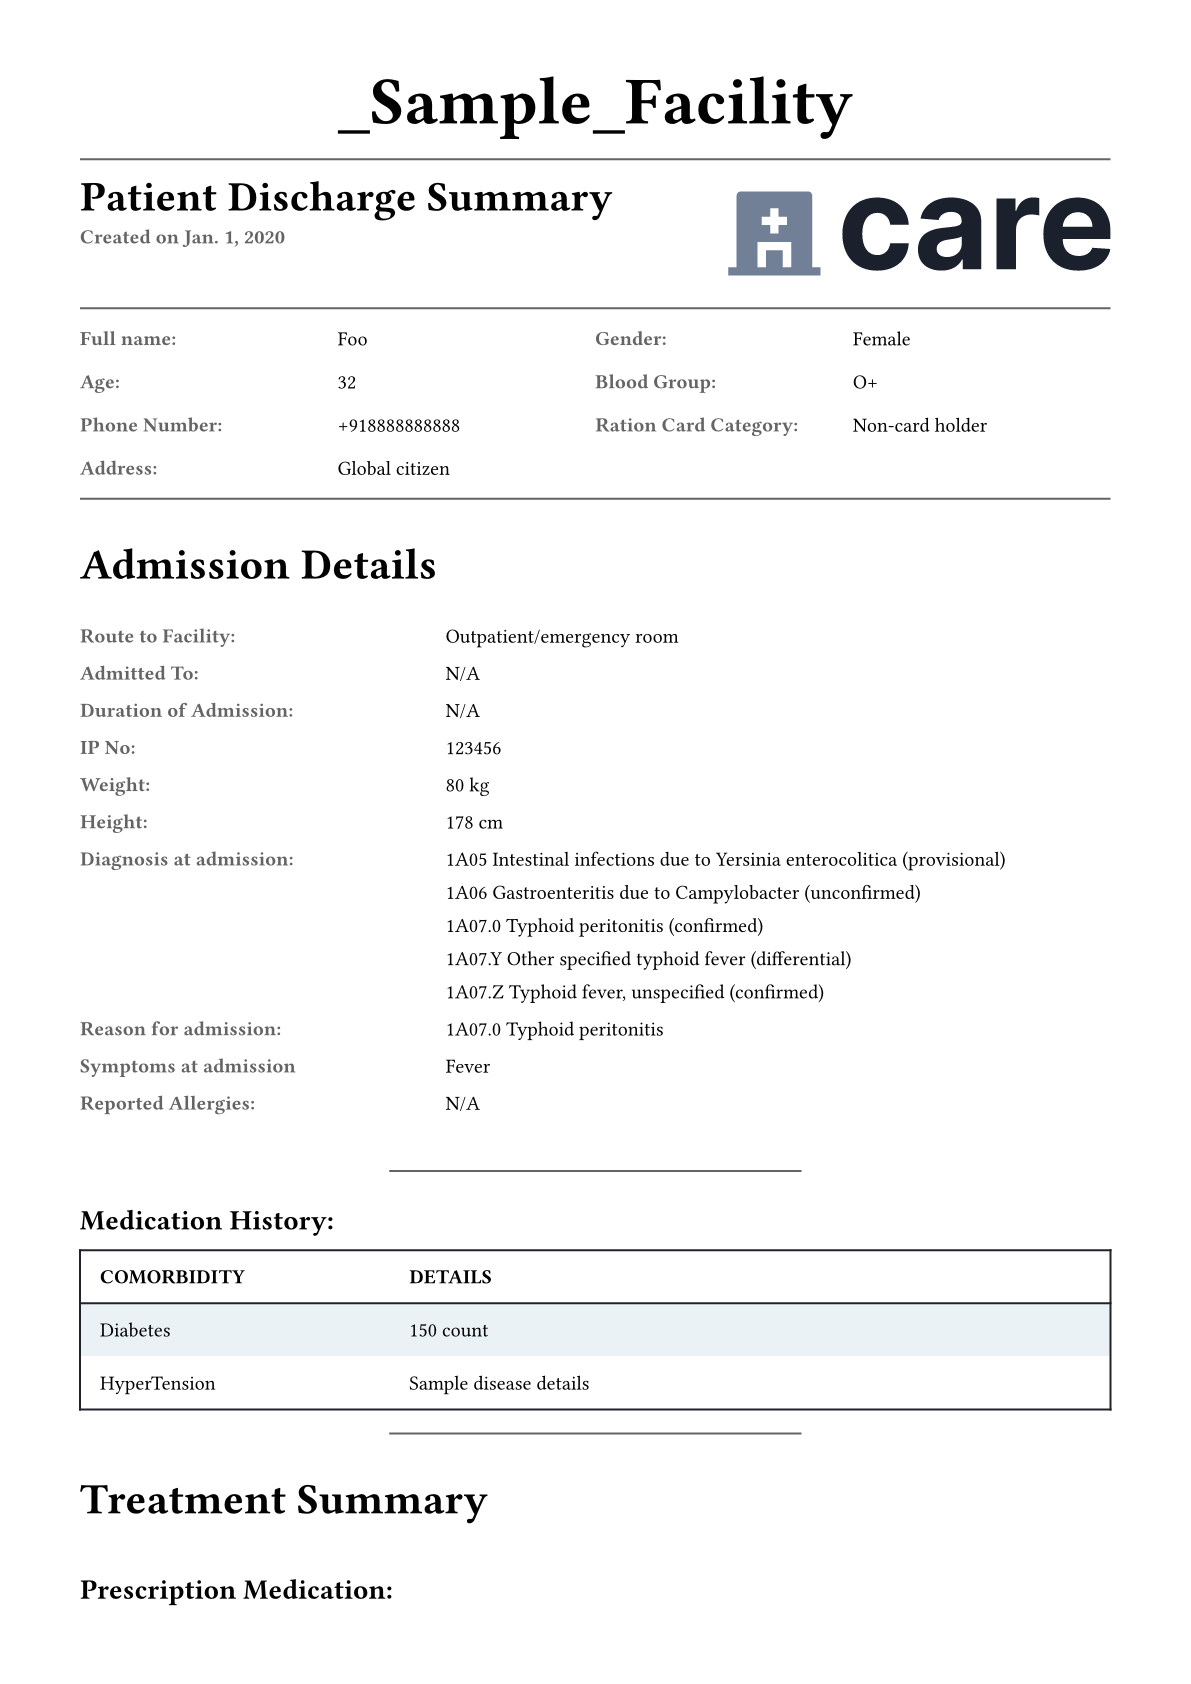 _Sample_Facility
Patient Discharge Summary
Created on Jan. 1, 2020
care
Full name: Foo Gender: Female
Age: 32 Blood Group: O+
Phone Number: +918888888888 Ration Card Category: Non-card holder
Address: Global citizen
Admission Details
Route to Facility: Outpatient/emergency room
Admitted To: N/A
Duration of Admission: N/A
IP No: 123456
Weight: 80 kg
Height: 178 cm
Diagnosis at admission: 1A05 Intestinal infections due to Yersinia enterocolitica (provisional)
1A06 Gastroenteritis due to Campylobacter (unconfirmed)
1A07.0 Typhoid peritonitis (confirmed)
1A07.Y Other specified typhoid fever (differential)
1A07.Z Typhoid fever, unspecified (confirmed)
Reason for admission: 1A07.0 Typhoid peritonitis
Symptoms at admission Fever
Reported Allergies: N/A
Medication History:
COMORBIDITY DETAILS
Diabetes 150 count
HyperTension Sample disease details
Treatment Summary
Prescription Medication: